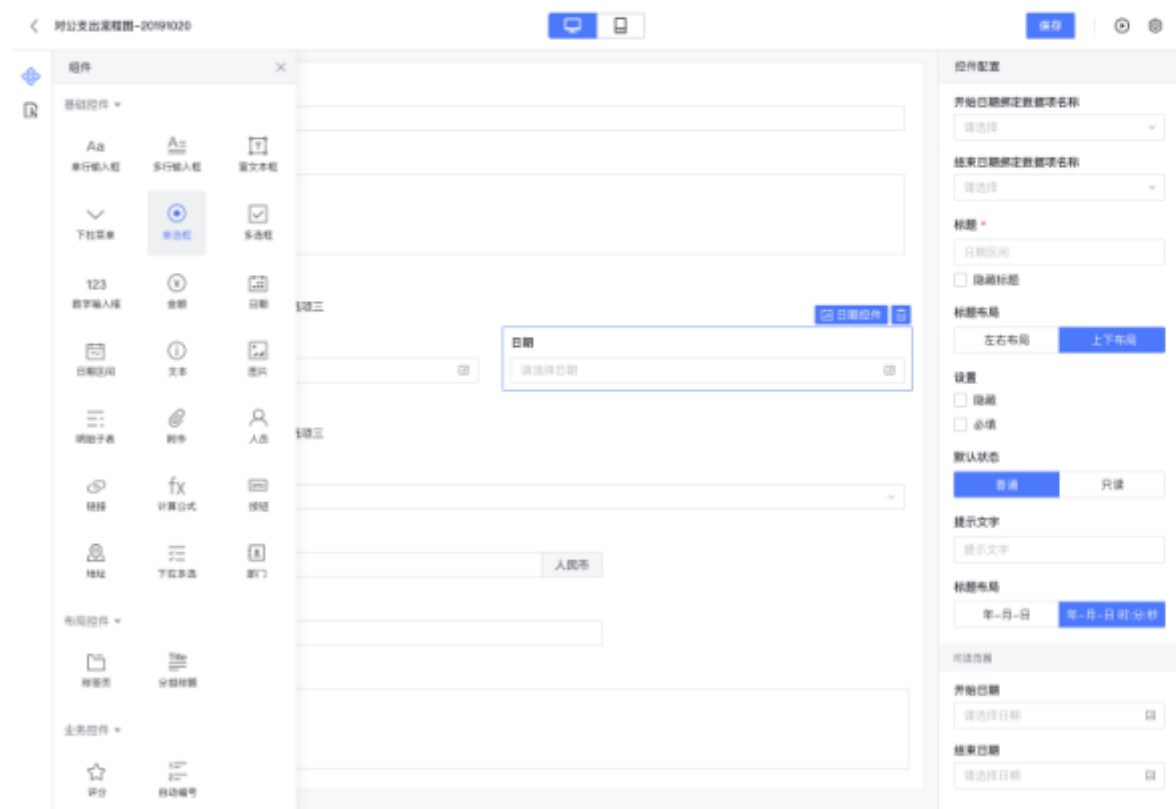 对公支出流程图-20191020
保存
组件
基础控件
Aa
单行输入框
多行输入框
富文本框
下拉菜单
单选框
多选框
123
数字输入框
金额
日期
日期区间
文本
图片
明细子表
附件
人员
fx
链接
计算公式
按钮
地址
下拉多选
部门
布局控件
Title
标签页
分组标题
业务控件
评分
自动编号
选项三
日期控件
日期
请选择日期
选项三
人民币
控件配置
开始日期绑定数据项名称
请选择
结束日期绑定数据项名称
请选择
标题 *
日期区间
隐藏标题
标题布局
左右布局
上下布局
设置
隐藏
必填
默认状态
普通
只读
提示文字
提示文字
标题布局
年-月-日
年-月-日 时:分:秒
可选范围
开始日期
请选择日期
结束日期
请选择日期